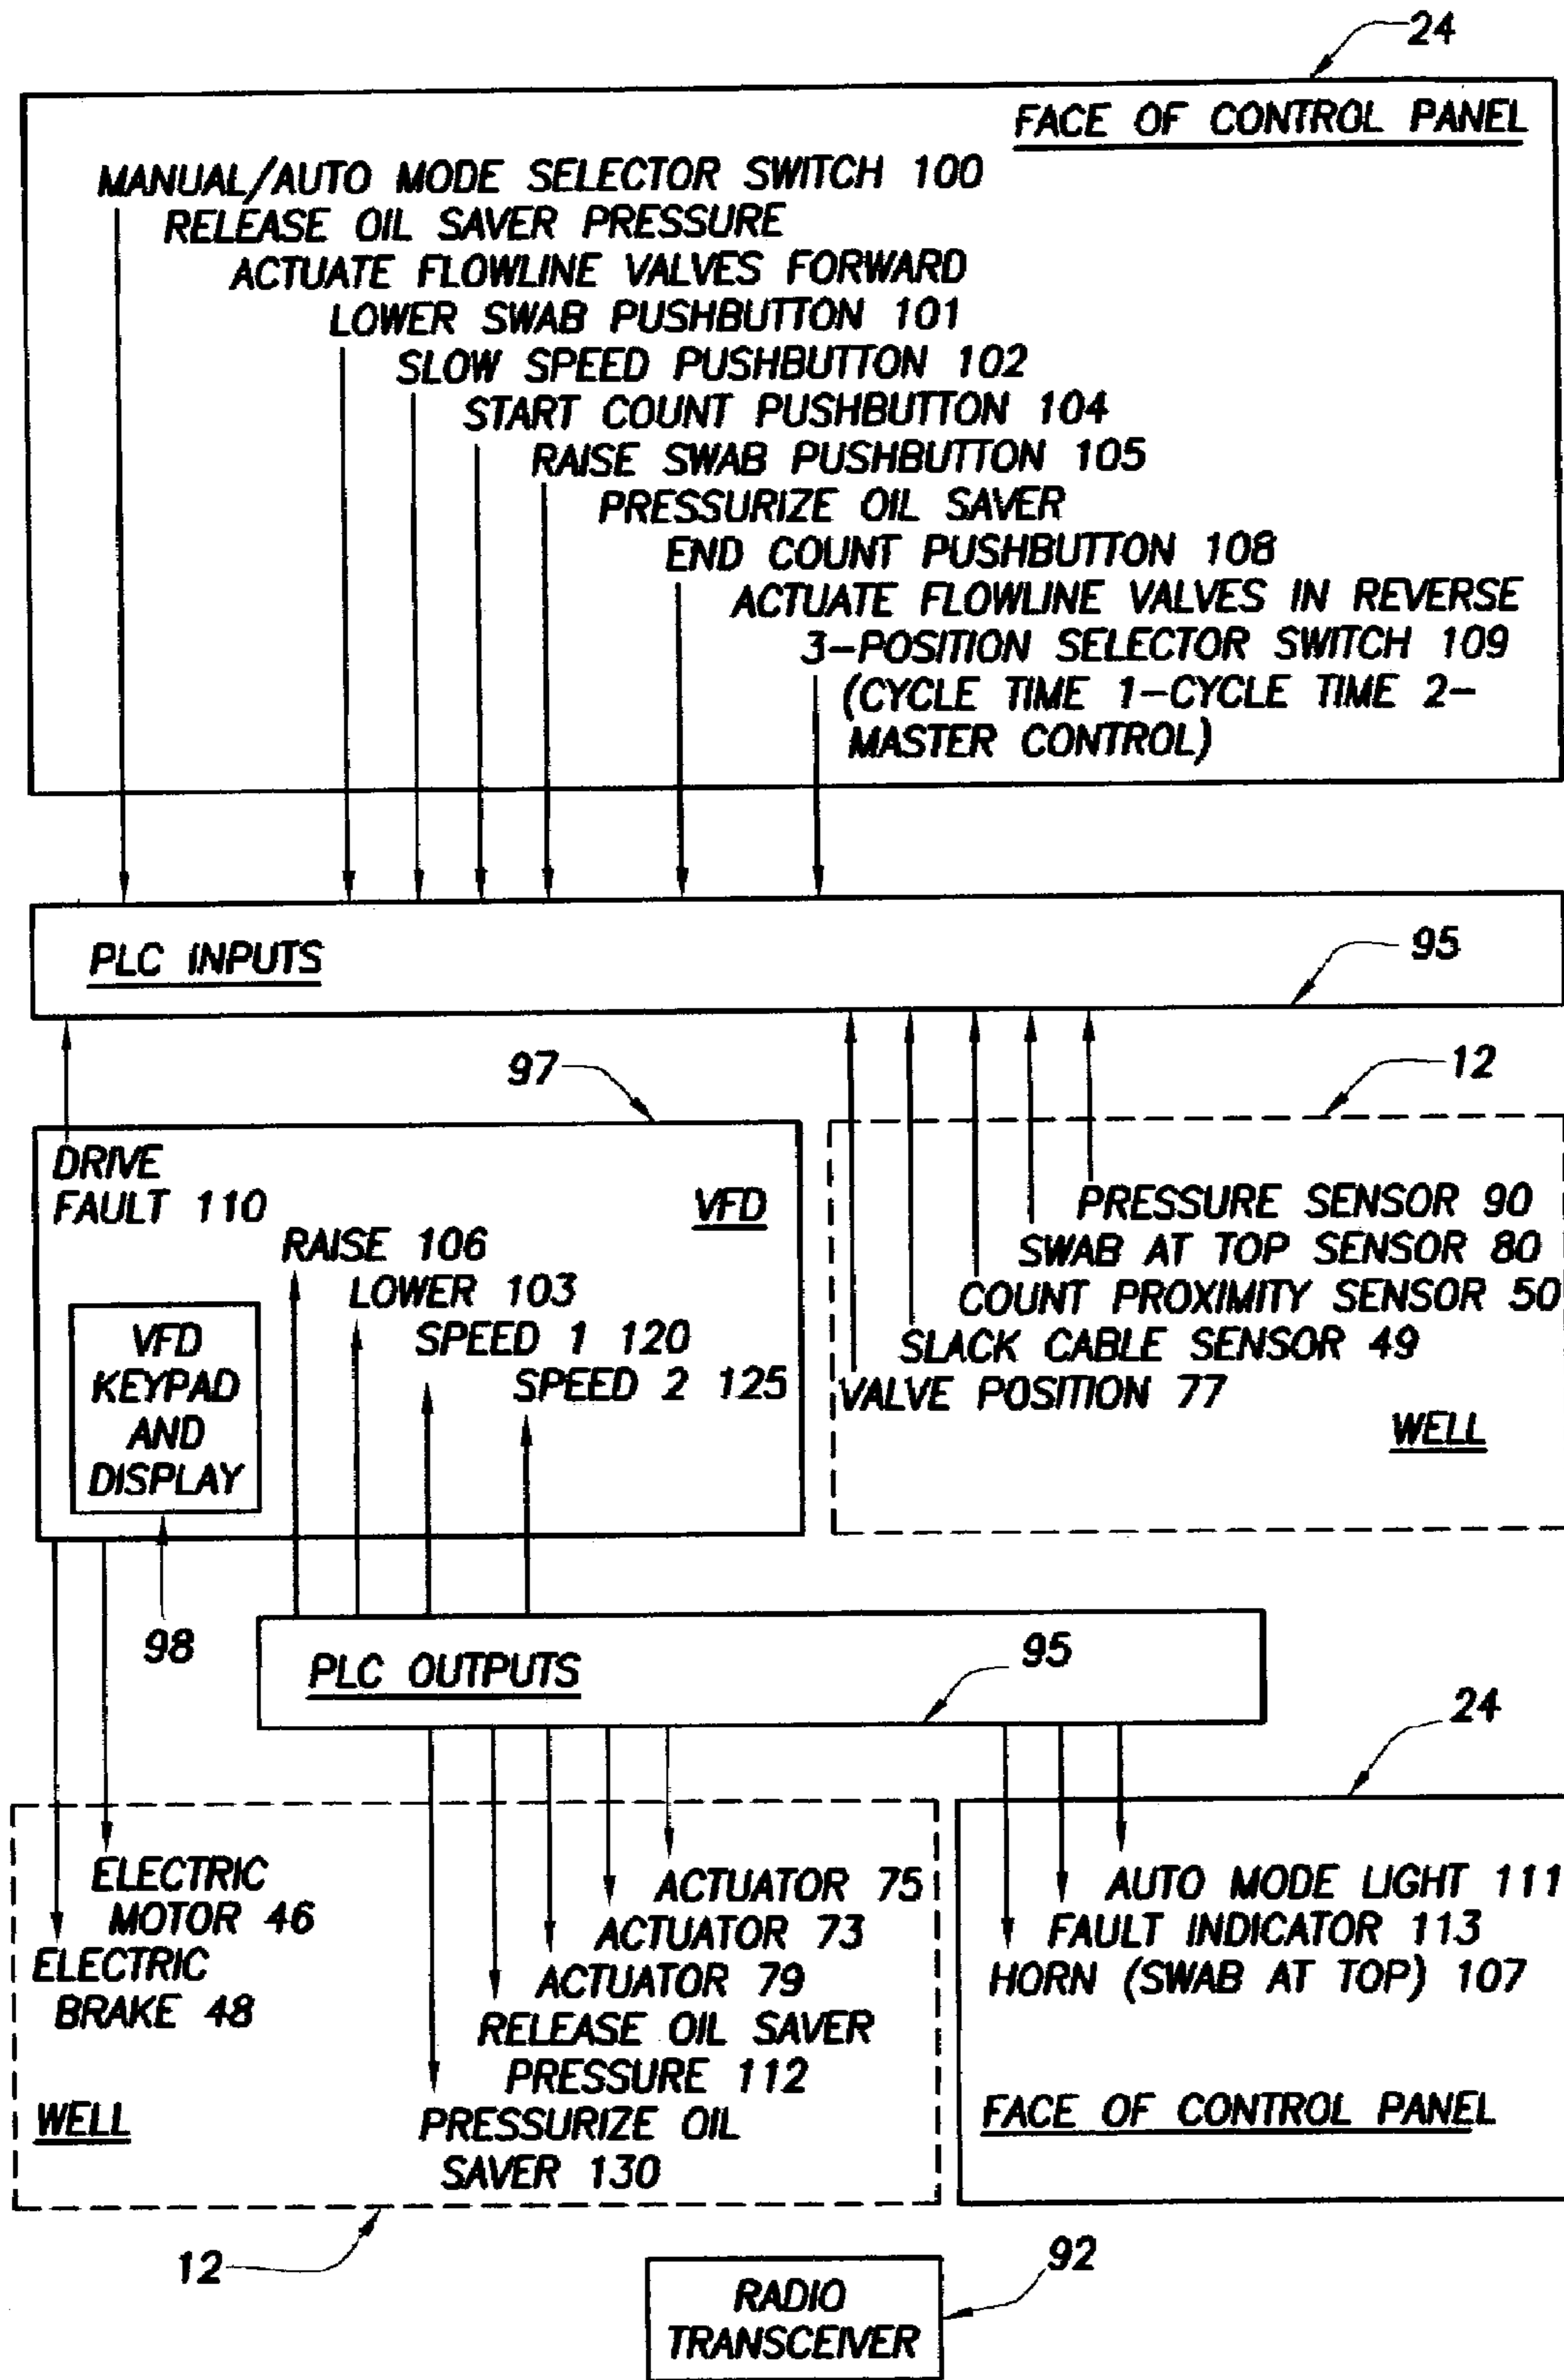 24
FACE OF CONTROL PANEL
MANUAL/AUTO MODE SELECTOR SWITCH 100
RELEASE OIL SAVER PRESSURE
ACTUATE FLOWLINE VALVES FORWARD
LOWER SWAB PUSHBUTTON 101
SLOW SPEED PUSHBUTTON 102
START COUNT PUSHBUTTON 104
RAISE SWAB PUSHBUTTON 105
PRESSURIZE OIL SAVER
END COUNT PUSHBUTTON 108
ACTUATE FLOWLINE VALVES IN REVERSE
3-POSITION SELECTOR SWITCH 109
(CYCLE TIME 1-CYCLE TIME 2-
MASTER CONTROL)
PLC INPUTS
95
97
12
DRIVE
FAULT 110
VFD
RAISE 106
LOWER 103
SPEED 1 120
SPEED 2 125
VFD
KEYPAD
AND
DISPLAY
98
PRESSURE SENSOR 90
SWAB AT TOP SENSOR 80
COUNT PROXIMITY SENSOR 50
SLACK CABLE SENSOR 49
VALVE POSITION 77
WELL
PLC OUTPUTS
95
24
ELECTRIC
MOTOR 46
ELECTRIC
BRAKE 48
WELL
ACTUATOR 75
ACTUATOR 73
ACTUATOR 79
RELEASE OIL SAVER
PRESSURE 112
PRESSURIZE OIL
SAVER 130
AUTO MODE LIGHT 111
FAULT INDICATOR 113
HORN (SWAB AT TOP) 107
FACE OF CONTROL PANEL
12
92
RADIO
TRANSCEIVER